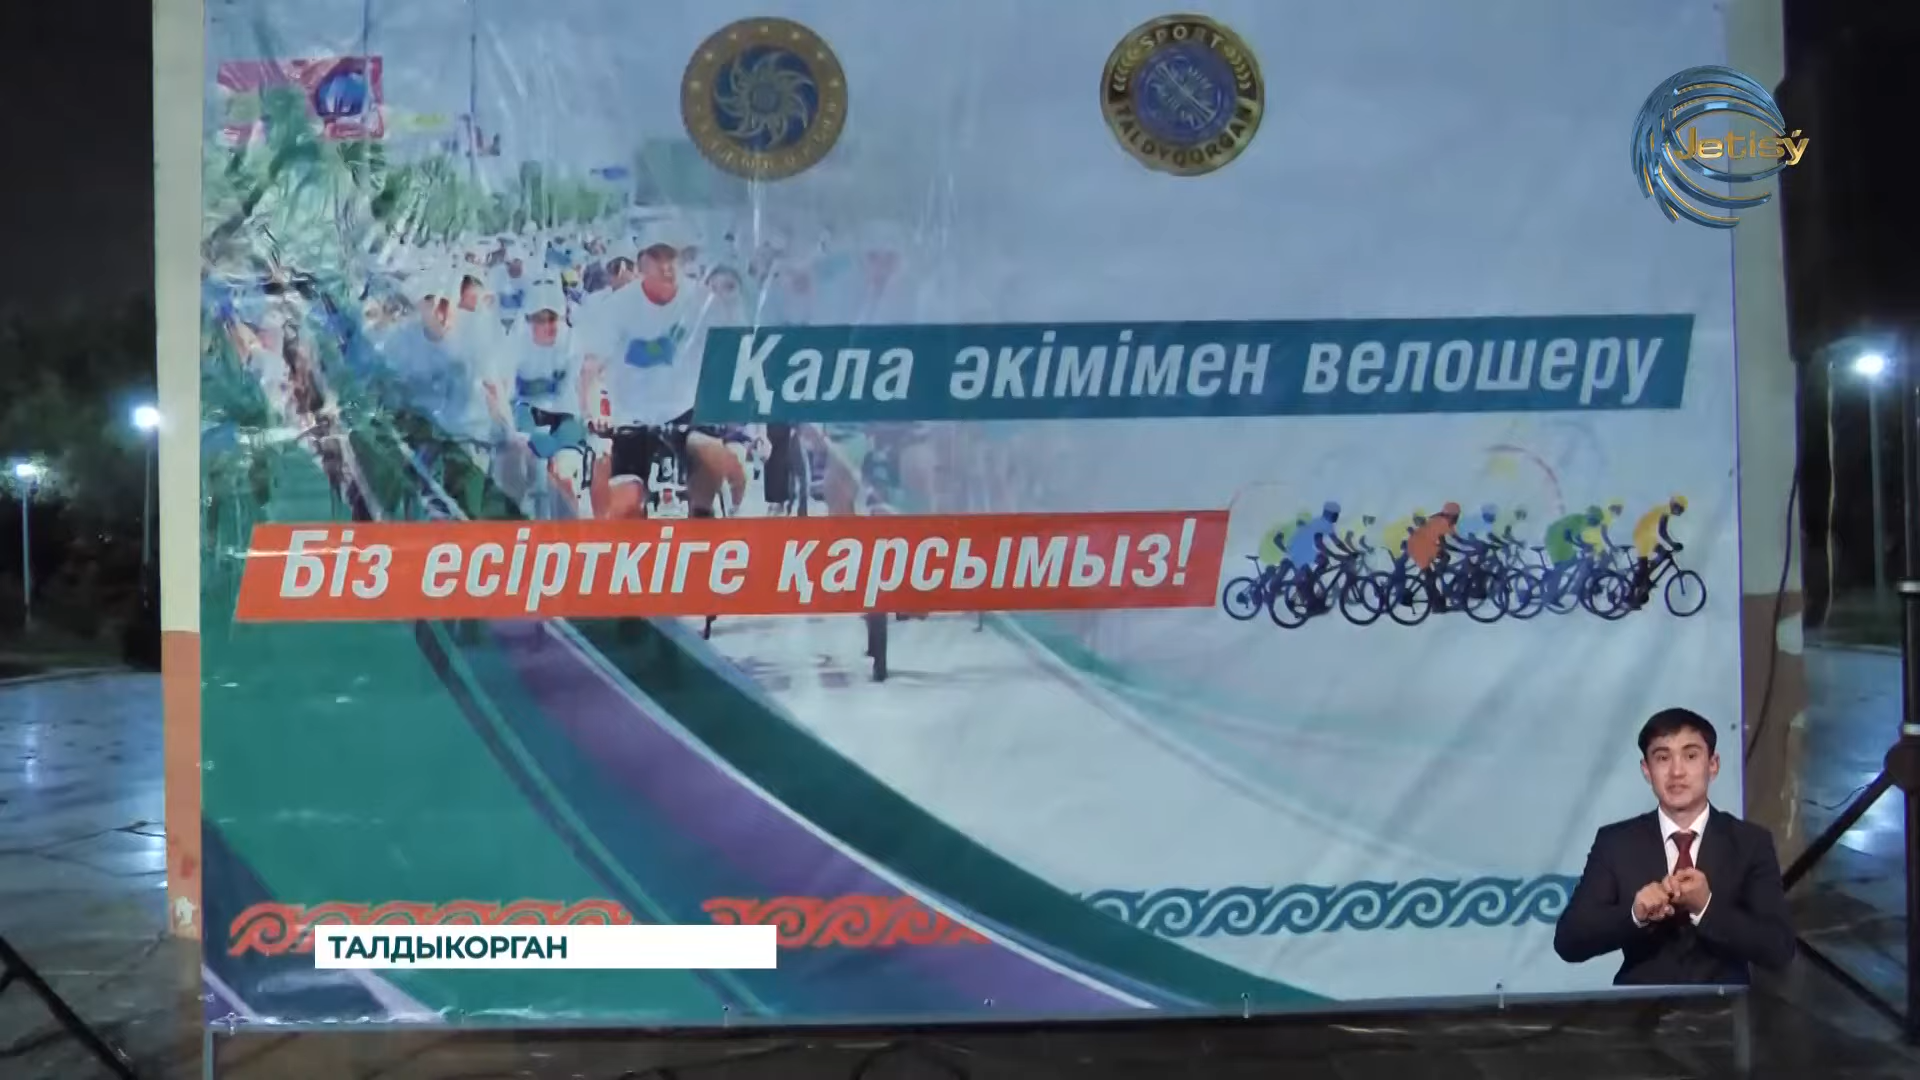 SPORT
TALDYQORGAN
Jetisý
Қала әкімімен велошеру
Біз есірткіге қарсымыз!
ТАЛДЫКОРГАН